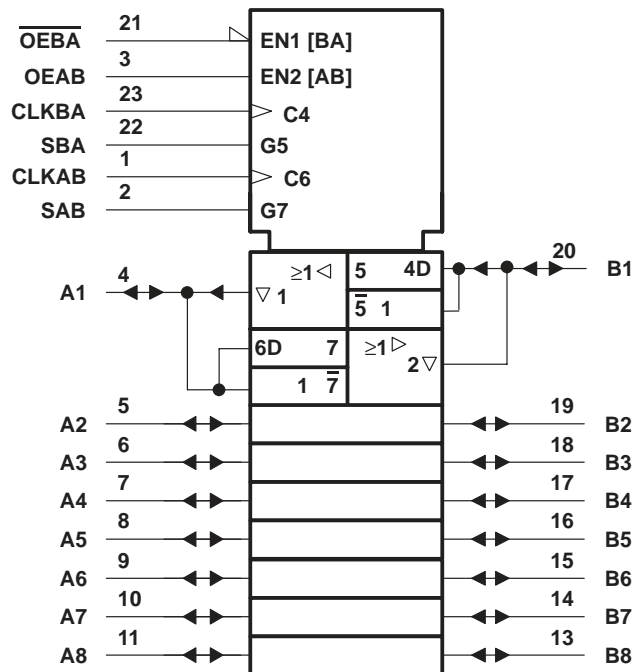 21
OEBA EN1 [BA]
3
OEAB EN2 [AB]
23
CLKBA C4
22
SBA G5
1
CLKAB C6
2
SAB G7
≥1 5 4D 20 B1
4
A1 1 5 1
6D 7 ≥1
2
1 7
5 19
A2 B2
6 18
A3 B3
7 17
A4 B4
8 16
A5 B5
9 15
A6 B6
10 14
A7 B7
11 13
A8 B8